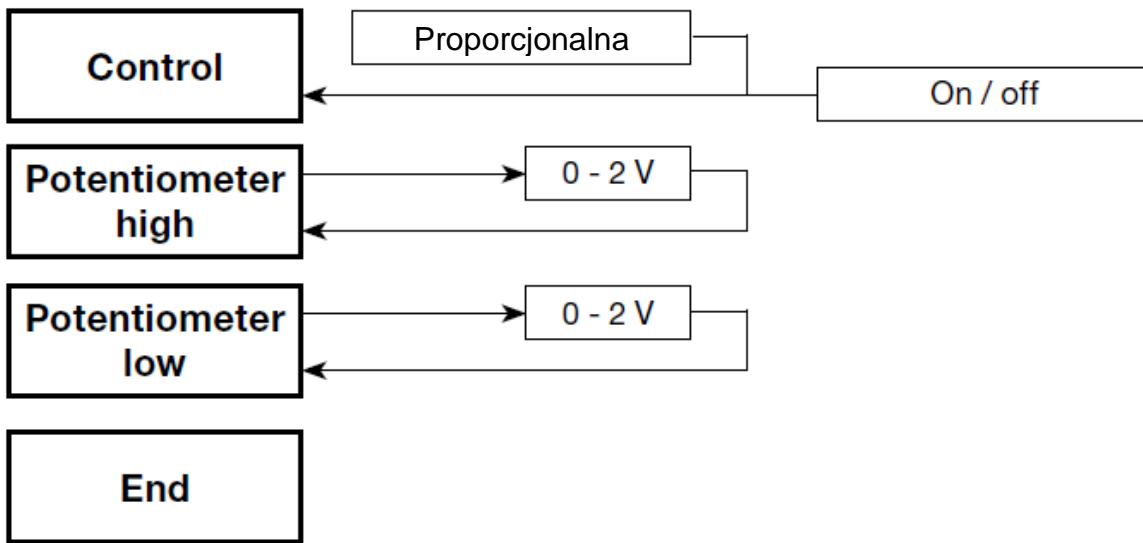 Control
Proporcjonalna
On / off
Potentiometer
high
0 - 2 V
Potentiometer
low
0 - 2 V
End